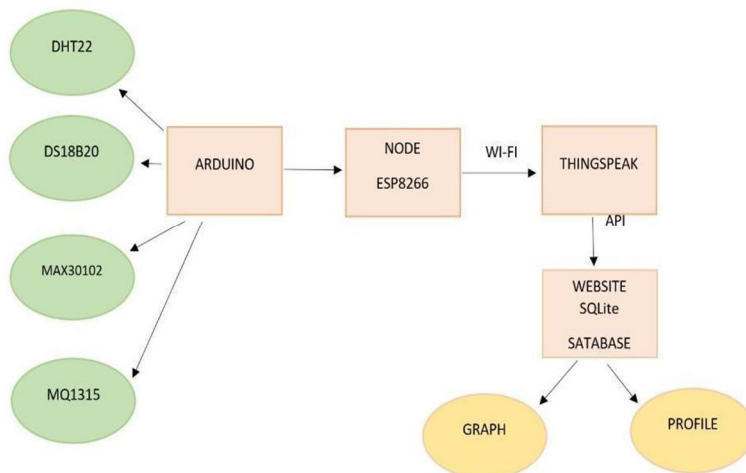 DHT22
DS18B20
MAX30102
MQ1315
ARDUINO
NODE
ESP8266
WI-FI
THINGSPEAK
API
WEBSITE
SQLite
SATABASE
GRAPH
PROFILE